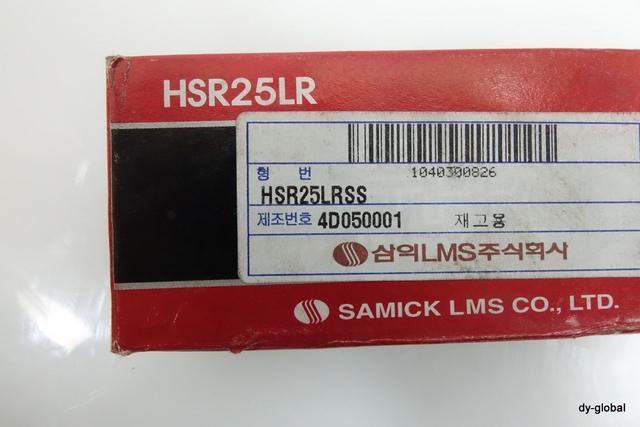 HSR25LR
형 번
1040300826
HSR25LRSS
제조번호 4D050001 재고용
삼익LMS주식회사
SAMICK LMS CO., LTD.
dy-global